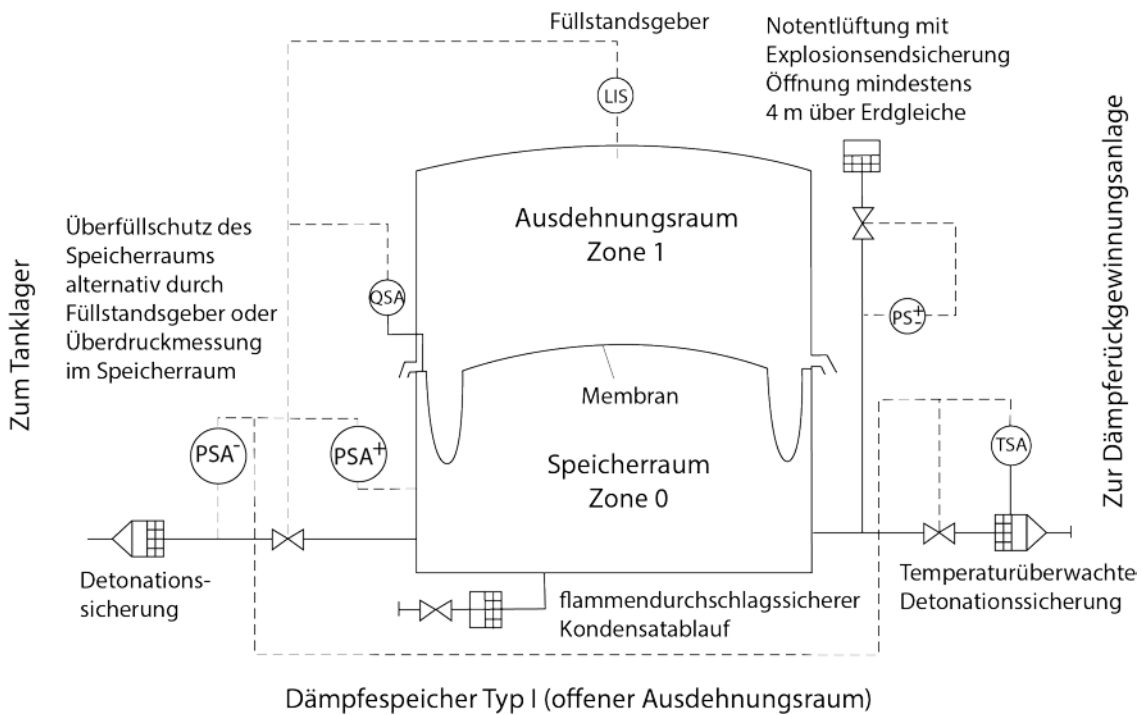 Füllstandsgeber
LIS
Notentlüftung mit
Explosionsendsicherung
Öffnung mindestens
4 m über Erdgleiche
Zur Dämpferückgewinnungsanlage
Zum Tanklager
Überfüllschutz des
Speicherraums
alternativ durch
Füllstandsgeber oder
Überdruckmessung
im Speicherraum
QSA
Ausdehnungsraum
Zone 1
PS±
Membran
PSA-
PSA+
Speicherraum
Zone 0
TSA
Detonations-
sicherung
flammendurchschlagssicherer
Kondensatablauf
Temperaturüberwachte
Detonationssicherung
Dämpfespeicher Typ I (offener Ausdehnungsraum)